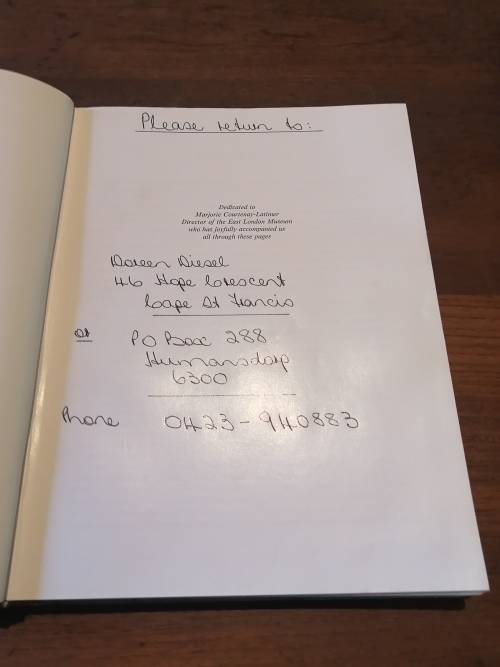 Please return to:
Dedicated to
Marjorie Courtenay-Latimer
Director of the East London Museum
who has joyfully accompanied us
all through these pages
Doreen Diesel
46 Hope Crescent
Cape St Francis
or
PO Box 288
Humansdorp
6300
Phone 0423-940883